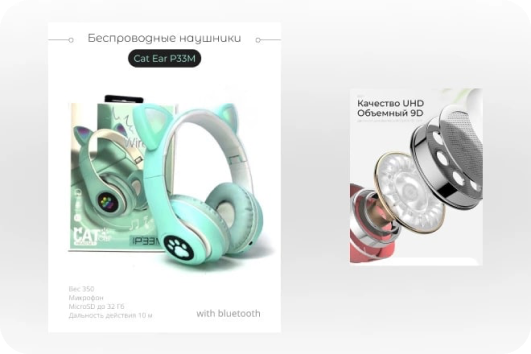 Беспроводные наушники
Cat Ear P33M
CAT
P33M
Вес 350
Микрофон
MicroSD до 32 Гб
Дальность действия 10 м
with bluetooth
Качество UHD
Объемный 9D